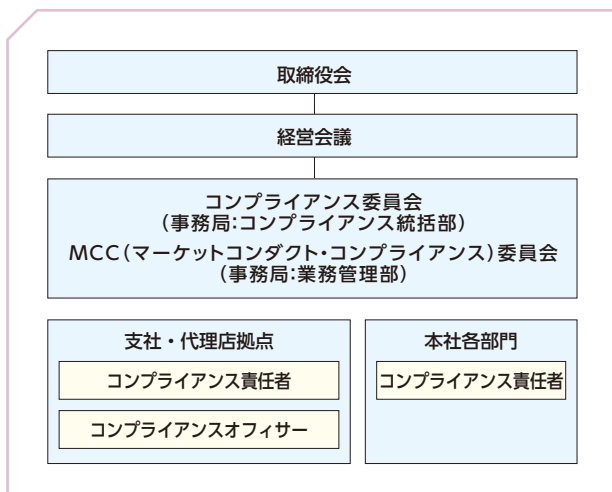 取締役会
経営会議
コンプライアンス委員会
(事務局:コンプライアンス統括部)
MCC(マーケットコンダクト・コンプライアンス)委員会
(事務局:業務管理部)
支社・代理店拠点
コンプライアンス責任者
コンプライアンスオフィサー
本社各部門
コンプライアンス責任者